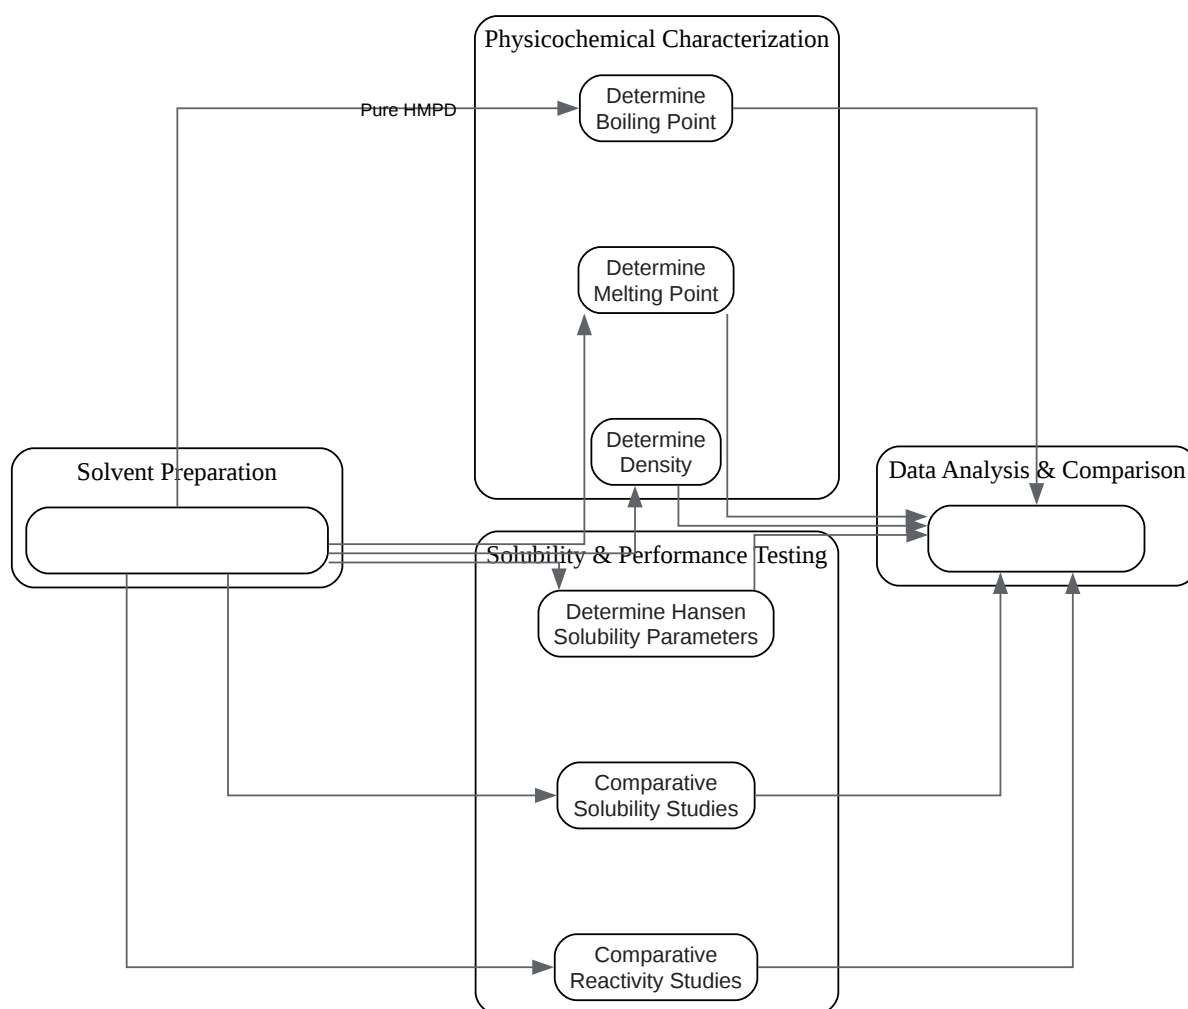 Physicochemical Characterization
Determine
Boiling Point
Pure HMPD
Determine
Melting Point
Determine
Density
Solvent Preparation
Data Analysis & Comparison
Solubility & Performance Testing
Determine Hansen
Solubility Parameters
Comparative
Solubility Studies
Comparative
Reactivity Studies